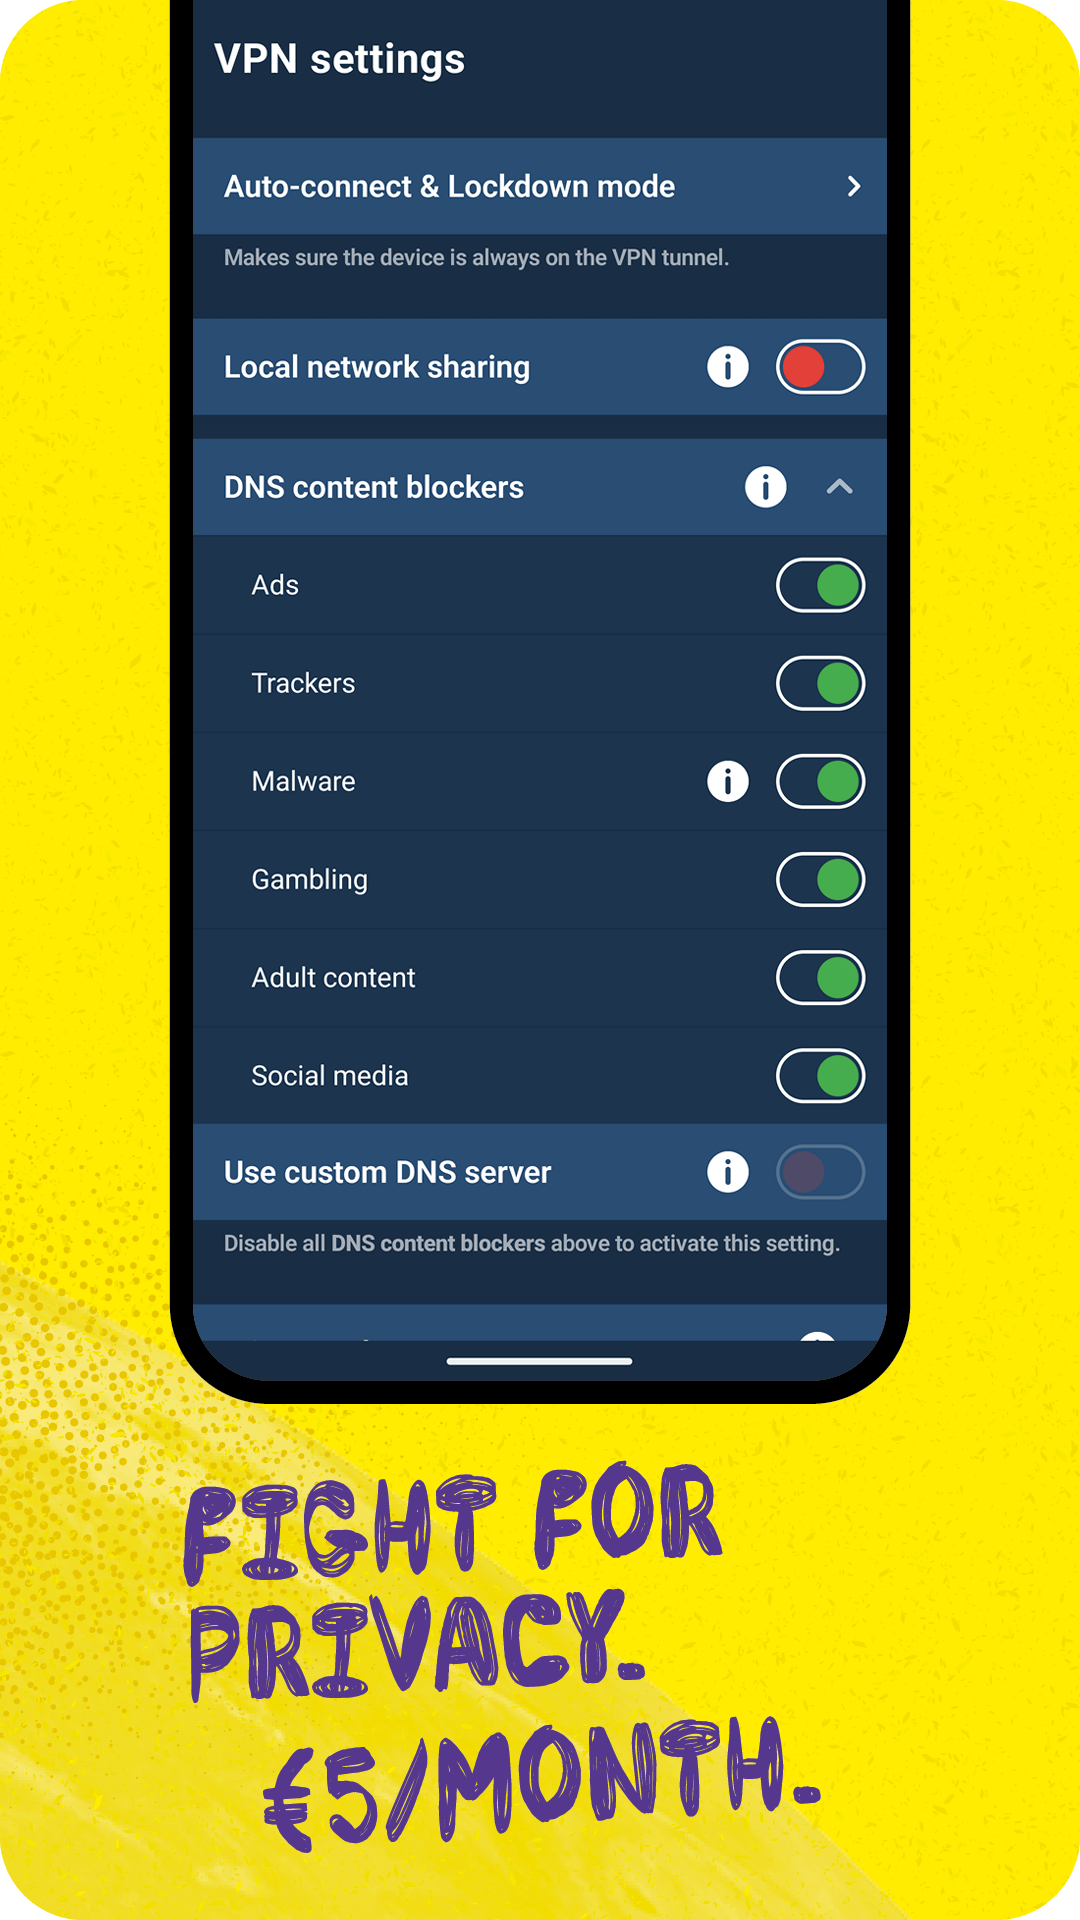 VPN settings
Auto-connect & Lockdown mode
Makes sure the device is always on the VPN tunnel.
Local network sharing
DNS content blockers
Ads
Trackers
Malware
Gambling
Adult content
Social media
Use custom DNS server
Disable all DNS content blockers above to activate this setting.
FIGHT FOR
PRIVACY.
€5/MONTH.